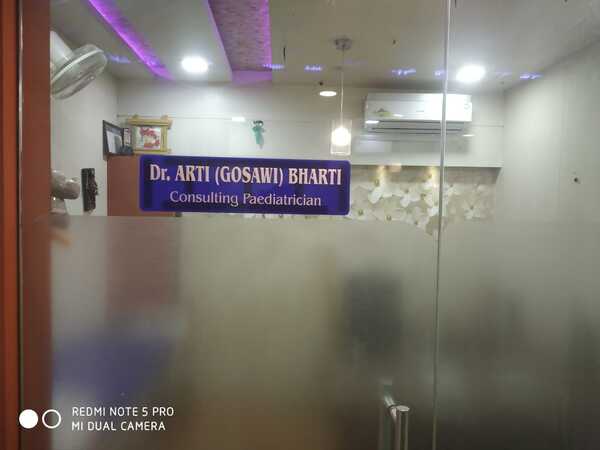 Dr. ARTI (GOSAWI) BHARTI
Consulting Paediatrician
REDMI NOTE 5 PRO
MI DUAL CAMERA